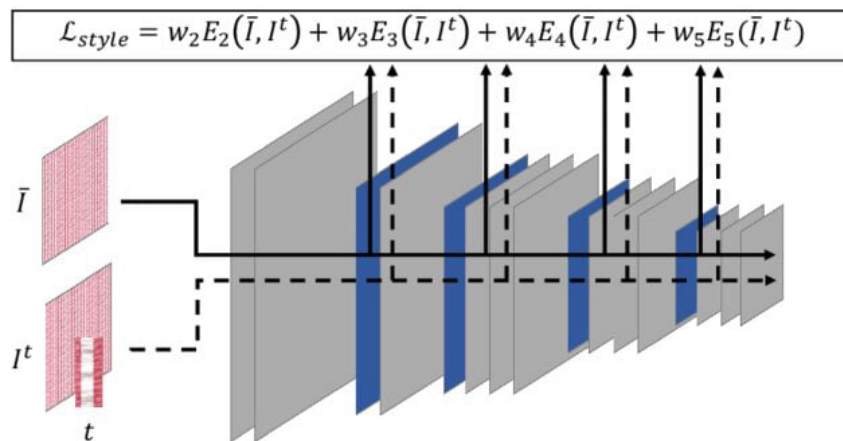 ℒ_style = w₂E₂(Ī, Iᵗ) + w₃E₃(Ī, Iᵗ) + w₄E₄(Ī, Iᵗ) + w₅E₅(Ī, Iᵗ)
Ī
Iᵗ
t